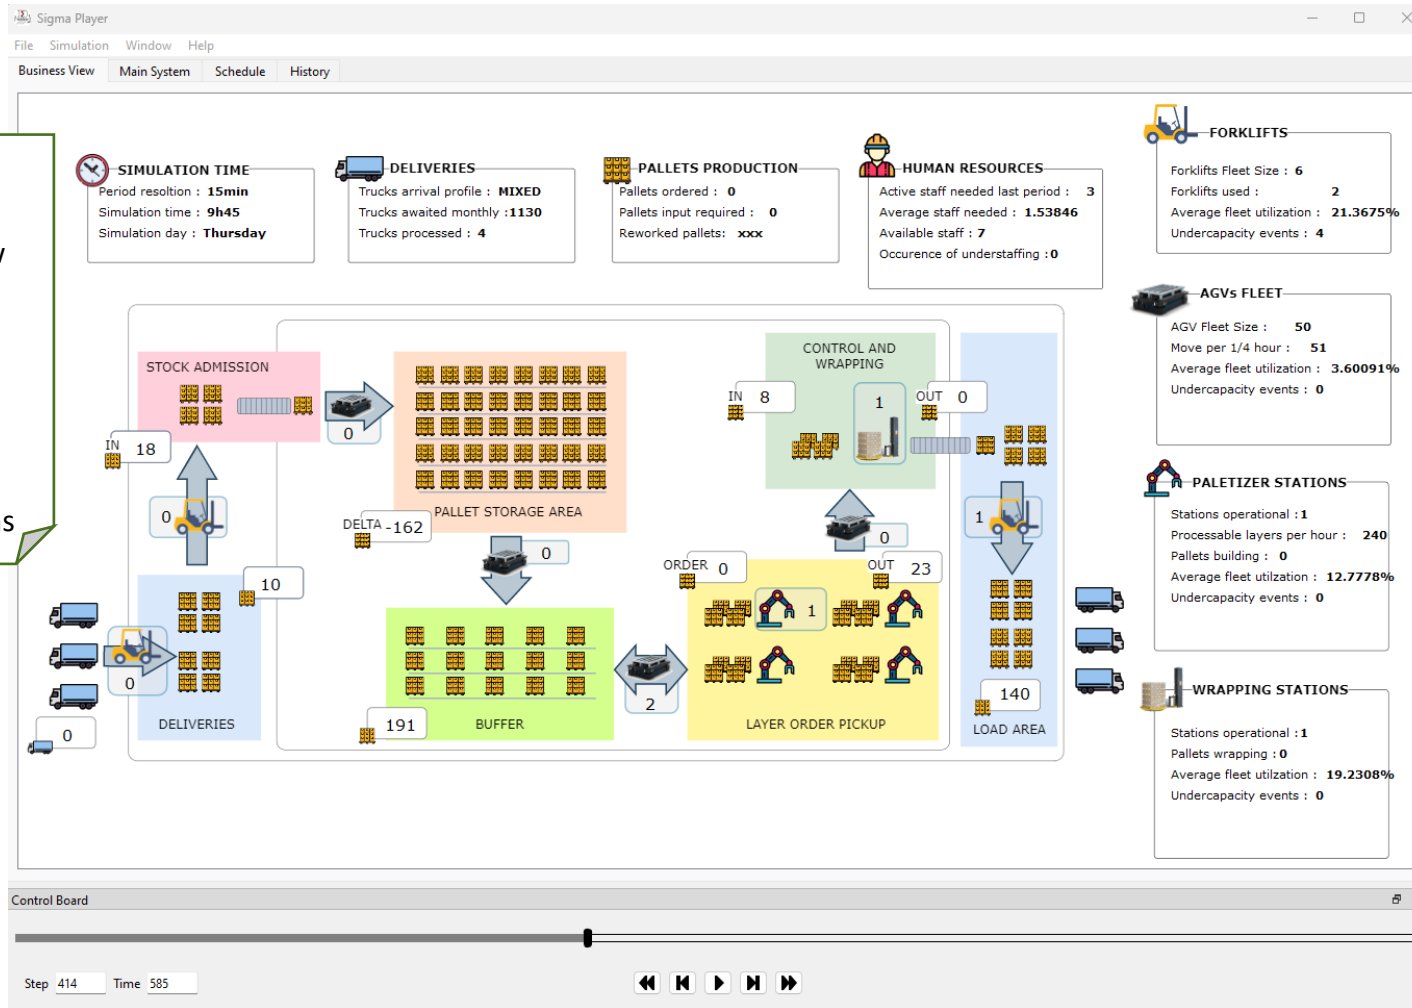 Sigma Player
File Simulation Window Help
Business View Main System Schedule History
SIMULATION TIME
Period resoltion : 15min
Simulation time : 9h45
Simulation day : Thursday
DELIVERIES
Trucks arrival profile : MIXED
Trucks awaited monthly :1130
Trucks processed : 4
PALLETS PRODUCTION
Pallets ordered : 0
Pallets input required : 0
Reworked pallets: xxx
HUMAN RESOURCES
Active staff needed last period : 3
Average staff needed : 1.53846
Available staff : 7
Occurence of understaffing :0
FORKLIFTS
Forklifts Fleet Size : 6
Forklifts used : 2
Average fleet utilization : 21.3675%
Undercapacity events : 4
AGVs FLEET
AGV Fleet Size : 50
Move per 1/4 hour : 51
Average fleet utilization : 3.60091%
Undercapacity events : 0
PALETIZER STATIONS
Stations operational :1
Processable layers per hour : 240
Pallets building : 0
Average fleet utilzation : 12.7778%
Undercapacity events : 0
WRAPPING STATIONS
Stations operational :1
Pallets wrapping :0
Average fleet utilzation : 19.2308%
Undercapacity events : 0
STOCK ADMISSION
IN 18
0
0
10
0
DELIVERIES
0
0
PALLET STORAGE AREA
DELTA -162
0
191
BUFFER
2
ORDER 0
OUT 23
1
LAYER ORDER PICKUP
0
CONTROL AND
WRAPPING
IN 8
1
OUT 0
1
140
LOAD AREA
Control Board
Step 414 Time 585